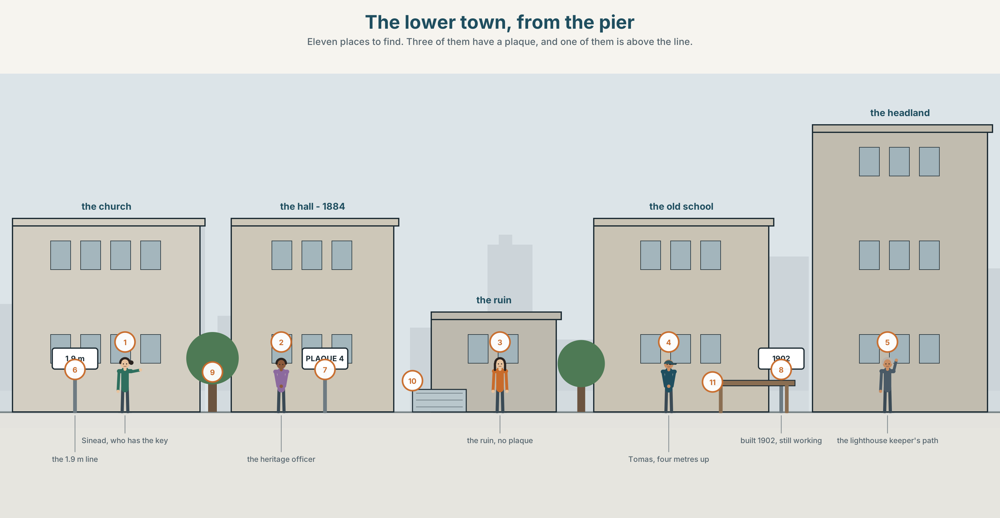 The lower town, from the pier
Eleven places to find. Three of them have a plaque, and one of them is above the line.
the headland
the church
the hall - 1884
the old school
the ruin
1
2
3
4
5
1.9 m
PLAQUE 4
1902
6
7
8
9
10
11
Sinead, who has the key
the ruin, no plaque
built 1902, still working
the lighthouse keeper's path
the 1.9 m line
the heritage officer
Tomas, four metres up